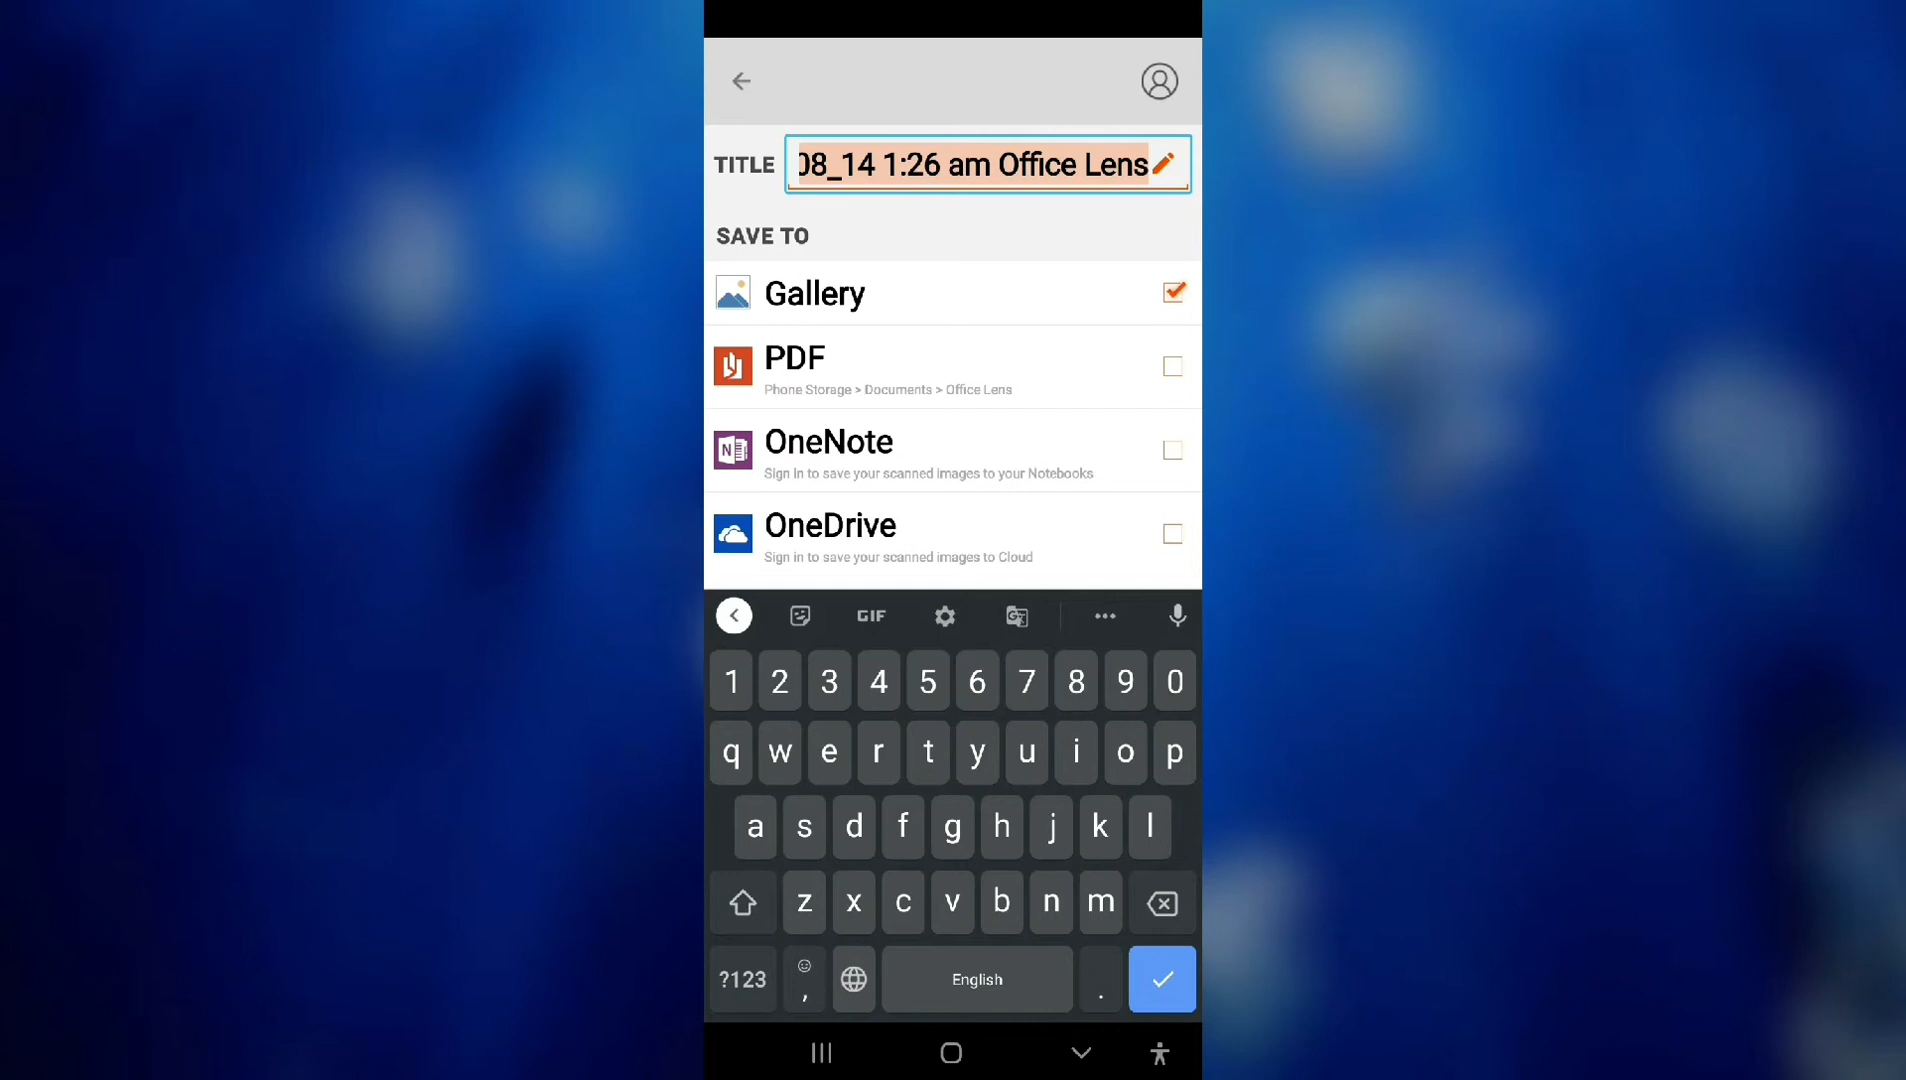 TITLE 08_14 1:26 am Office Lens
SAVE TO
Gallery
PDF
Phone Storage > Documents > Office Lens
OneNote
Sign in to save your scanned images to your Notebooks
OneDrive
Sign in to save your scanned images to Cloud
GIF
1 2 3 4 5 6 7 8 9 0
q w e r t y u i o p
a s d f g h j k l
z x c v b n m
?123 , English .